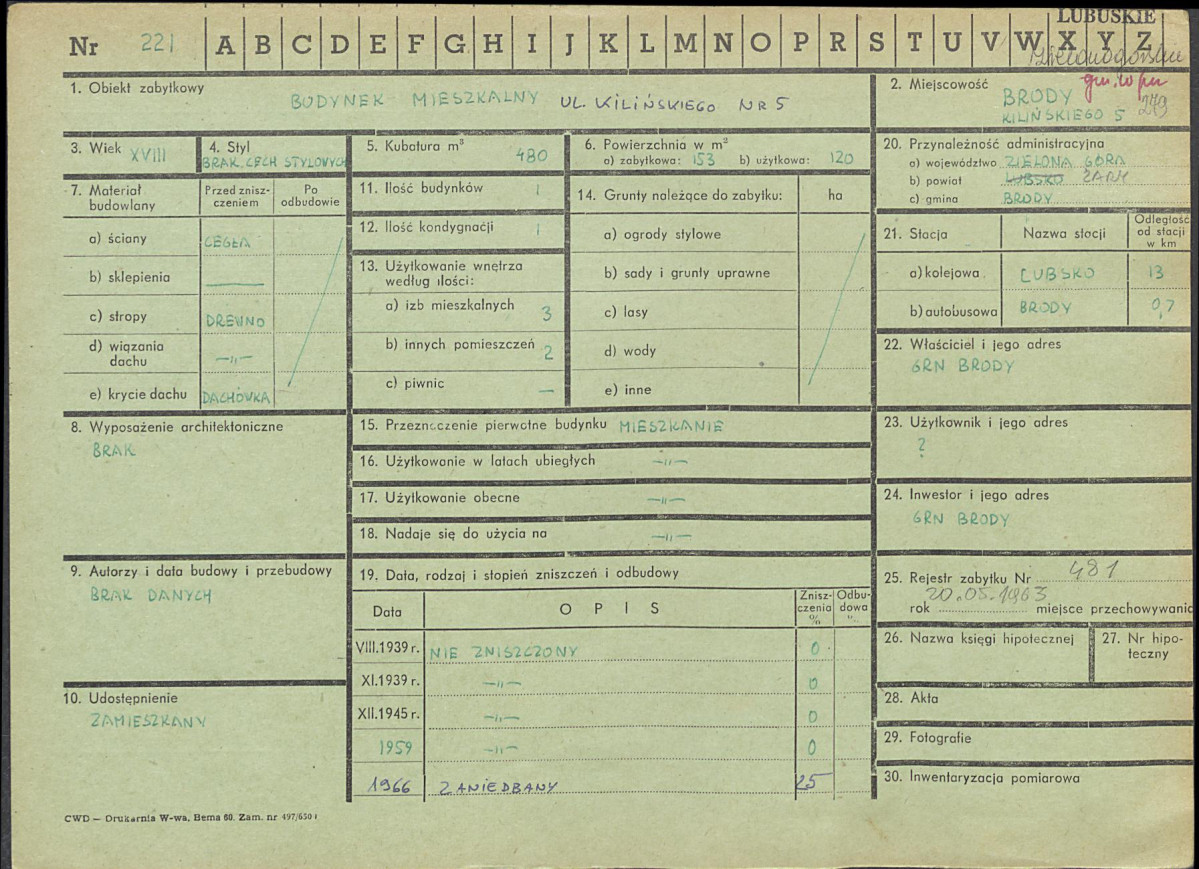 LUBUSKIE
Nr 221 A B C D E F G H I J K L M N O P R S T U V W X Y Z
1. Obiekt zabytkowy
BUDYNEK MIESZKALNY UL. KILIŃSKIEGO NR 5
2. Miejscowość
BRODY
KILIŃSKIEGO 5
279
3. Wiek XVIII
4. Styl
BRAK CECH STYLOWYCH
5. Kubatura m³
480
6. Powierzchnia w m²
a) zabytkowa: 153 b) użytkowa: 120
20. Przynależność administracyjna
a) województwo ZIELONA GÓRA
b) powiat LUBSKO ŻARY
c) gmina BRODY
7. Materiał budowlany
Przed zniszczeniem
Po odbudowie
a) ściany CEGŁA
b) sklepienia —
c) stropy DREWNO
d) wiązania dachu —„—
e) krycie dachu DACHÓWKA
11. Ilość budynków 1
12. Ilość kondygnacji 1
13. Użytkowanie wnętrza
według ilości:
a) izb mieszkalnych 3
b) innych pomieszczeń 2
c) piwnic —
14. Grunty należące do zabytku: ha
a) ogrody stylowe
b) sady i grunty uprawne
c) lasy
d) wody
e) inne
21. Stacja Nazwa stacji
Odległość
od stacji
w km
a) kolejowa LUBSKO 13
b) autobusowa BRODY 0,7
22. Właściciel i jego adres
GRN BRODY
8. Wyposażenie architektoniczne
BRAK
15. Przeznaczenie pierwotne budynku MIESZKANIE
16. Użytkowanie w latach ubiegłych —„—
17. Użytkowanie obecne —„—
18. Nadaje się do użycia na —„—
23. Użytkownik i jego adres
?
24. Inwestor i jego adres
GRN BRODY
9. Autorzy i data budowy i przebudowy
BRAK DANYCH
19. Data, rodzaj i stopień zniszczeń i odbudowy
Data OPIS
Zniszczenia %
Odbudowa %
VIII.1939 r. NIE ZNISZCZONY 0
XI.1939 r. —„— 0
XII.1945 r. —„— 0
1959 —„— 0
1966 ZANIEDBANY 25
25. Rejestr zabytku Nr 481
20.05.1963
rok miejsce przechowywania
26. Nazwa księgi hipotecznej
27. Nr hipoteczny
10. Udostępnienie
ZAMIESZKANY
28. Akta
29. Fotografie
30. Inwentaryzacja pomiarowa
CWD — Drukarnia W-wa, Bema 60. Zam. nr 497/650